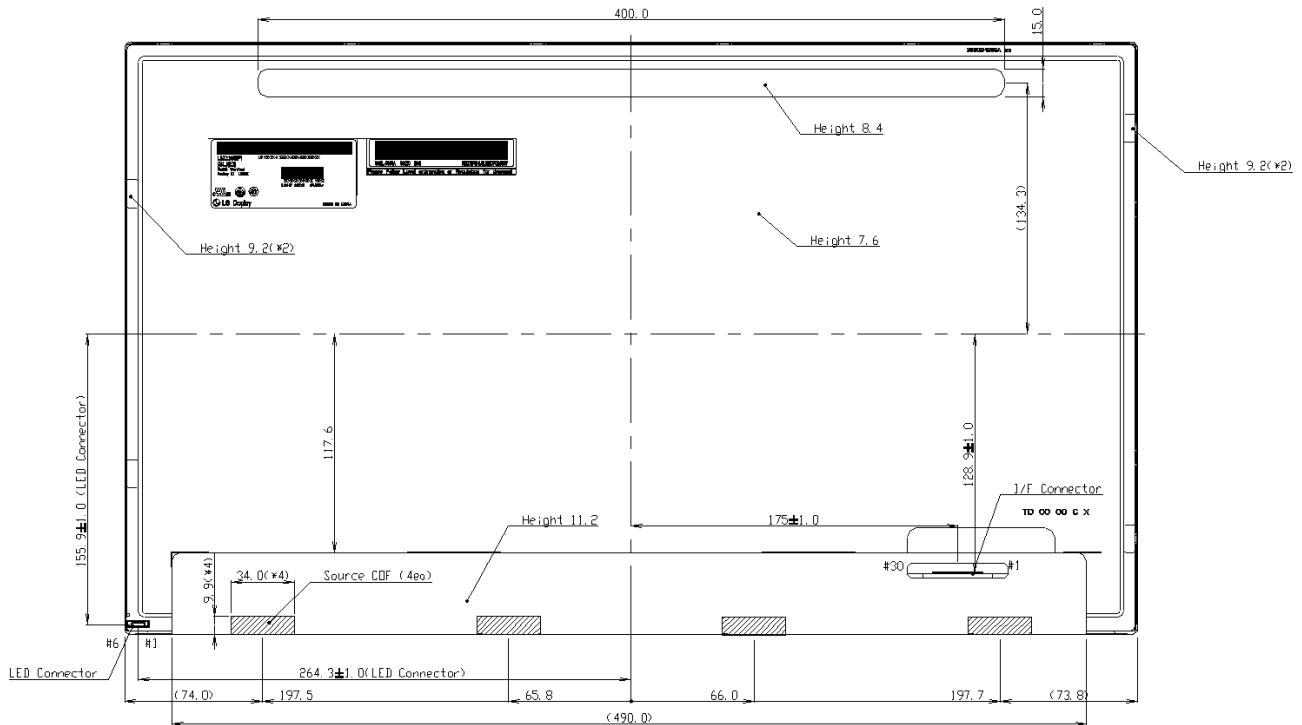 400.0
15.0
Height 8.4
Height 9.2(*2)
(134.3)
LG Display
MADE IN CHINA
Height 7.6
Height 9.2(*2)
155.9±1.0 (LED Connector)
117.6
128.9±1.0
I/F Connector
Height 11.2
175±1.0
#30
#1
9.9(*4)
34.0(*4)
Source COF (4ea)
#6
#1
LED Connector
264.3±1.0(LED Connector)
(74.0)
197.5
65.8
66.0
197.7
(73.8)
(490.0)